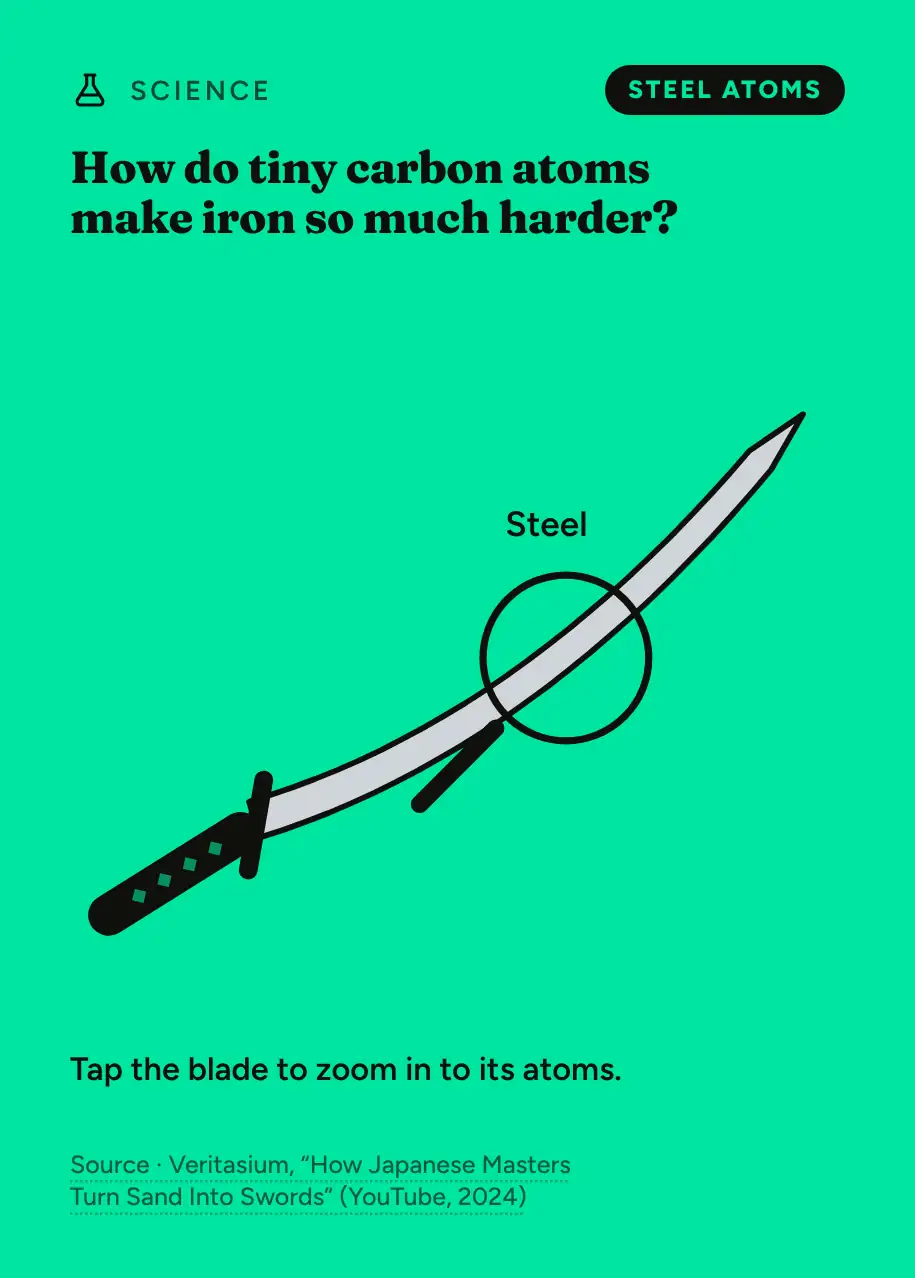 SCIENCE
STEEL ATOMS
How do tiny carbon atoms
make iron so much harder?
Steel
Tap the blade to zoom in to its atoms.
Source · Veritasium, “How Japanese Masters
Turn Sand Into Swords” (YouTube, 2024)